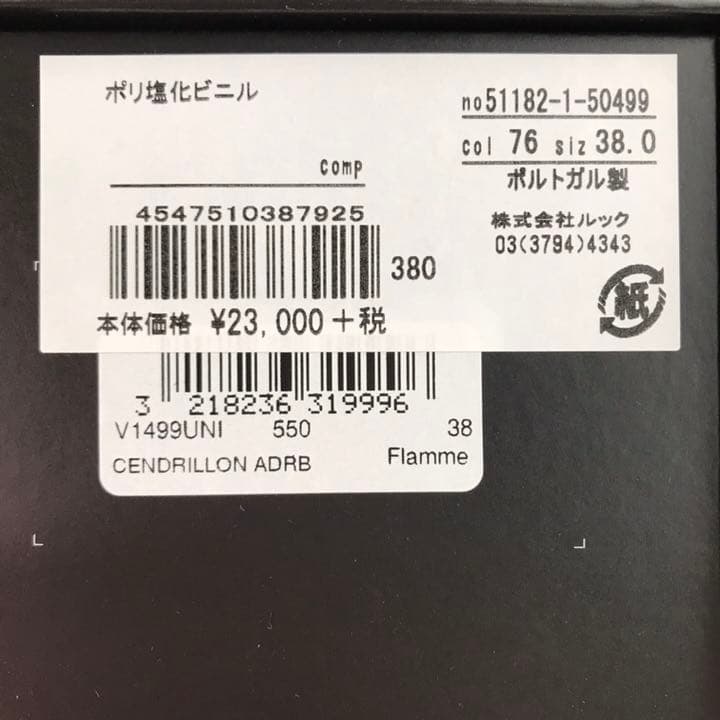 ポリ塩化ビニル
comp
4547510387925
380
本体価格 ¥23,000+税
no51182-1-50499
col 76 siz 38.0
ポルトガル製
株式会社ルック
03(3794)4343
紙
3 218236 319996
V1499UNI 550 38
CENDRILLON ADRB Flamme